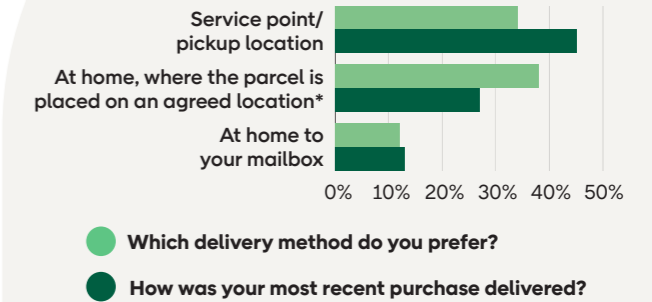 Service point/
pickup location
At home, where the parcel is
placed on an agreed location*
At home to
your mailbox
0% 10% 20% 30% 40% 50%
Which delivery method do you prefer?
How was your most recent purchase delivered?